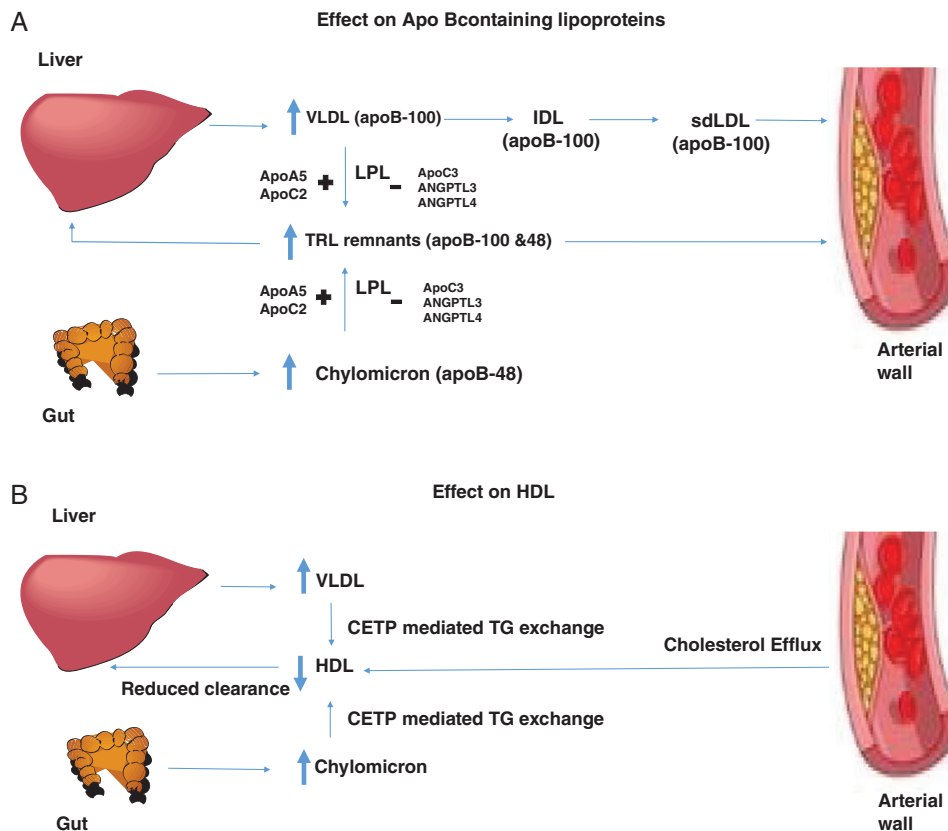 A
Effect on Apo Bcontaining lipoproteins
Liver
VLDL (apoB-100)
IDL
(apoB-100)
sdLDL
(apoB-100)
ApoA5
ApoC2
+
LPL
-
ApoC3
ANGPTL3
ANGPTL4
TRL remnants (apoB-100 &48)
ApoA5
ApoC2
+
LPL
-
ApoC3
ANGPTL3
ANGPTL4
Chylomicron (apoB-48)
Gut
Arterial
wall
B
Effect on HDL
Liver
VLDL
CETP mediated TG exchange
Cholesterol Efflux
HDL
Reduced clearance
CETP mediated TG exchange
Chylomicron
Gut
Arterial
wall